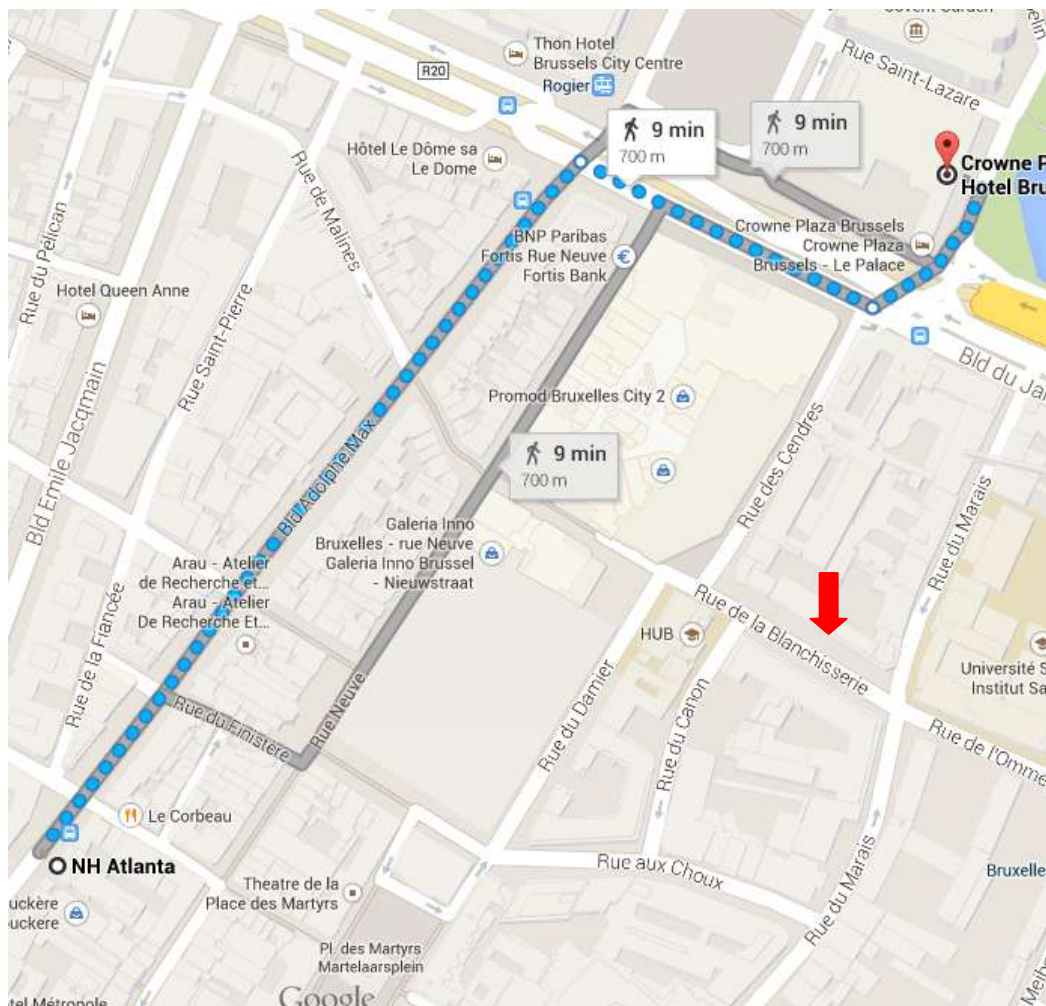 Covent Garden
Thon Hotel
Brussels City Centre
R20
Rogier
Rue Saint-Lazare
9 min
700 m
9 min
700 m
Hôtel Le Dôme sa
Le Dome
Crowne P
Hotel Bru
Rue de Malines
Rue du Pélican
BNP Paribas
Fortis Rue Neuve
Fortis Bank
Crowne Plaza Brussels
Crowne Plaza
Brussels - Le Palace
Hotel Queen Anne
Rue Saint-Pierre
Bld du Jar
Bld Emile Jacqmain
Promod Bruxelles City 2
Bld Adolphe Max
9 min
700 m
Rue des Cendres
Rue du Marais
Galeria Inno
Bruxelles - rue Neuve
Galeria Inno Brussel
- Nieuwstraat
Arau - Atelier
de Recherche et...
Arau - Atelier
De Recherche Et...
Rue de la Blanchisserie
HUB
Université S
Institut Sa
Rue de la Fiancée
Rue du Finistère
Rue Neuve
Rue du Damier
Rue du Canon
Rue de l'Omme
Le Corbeau
NH Atlanta
Rue aux Choux
Rue du Marais
Bruxelle
Theatre de la
Place des Martyrs
uckère
uckere
Pl. des Martyrs
Martelaarsplein
Google
tel Métropole